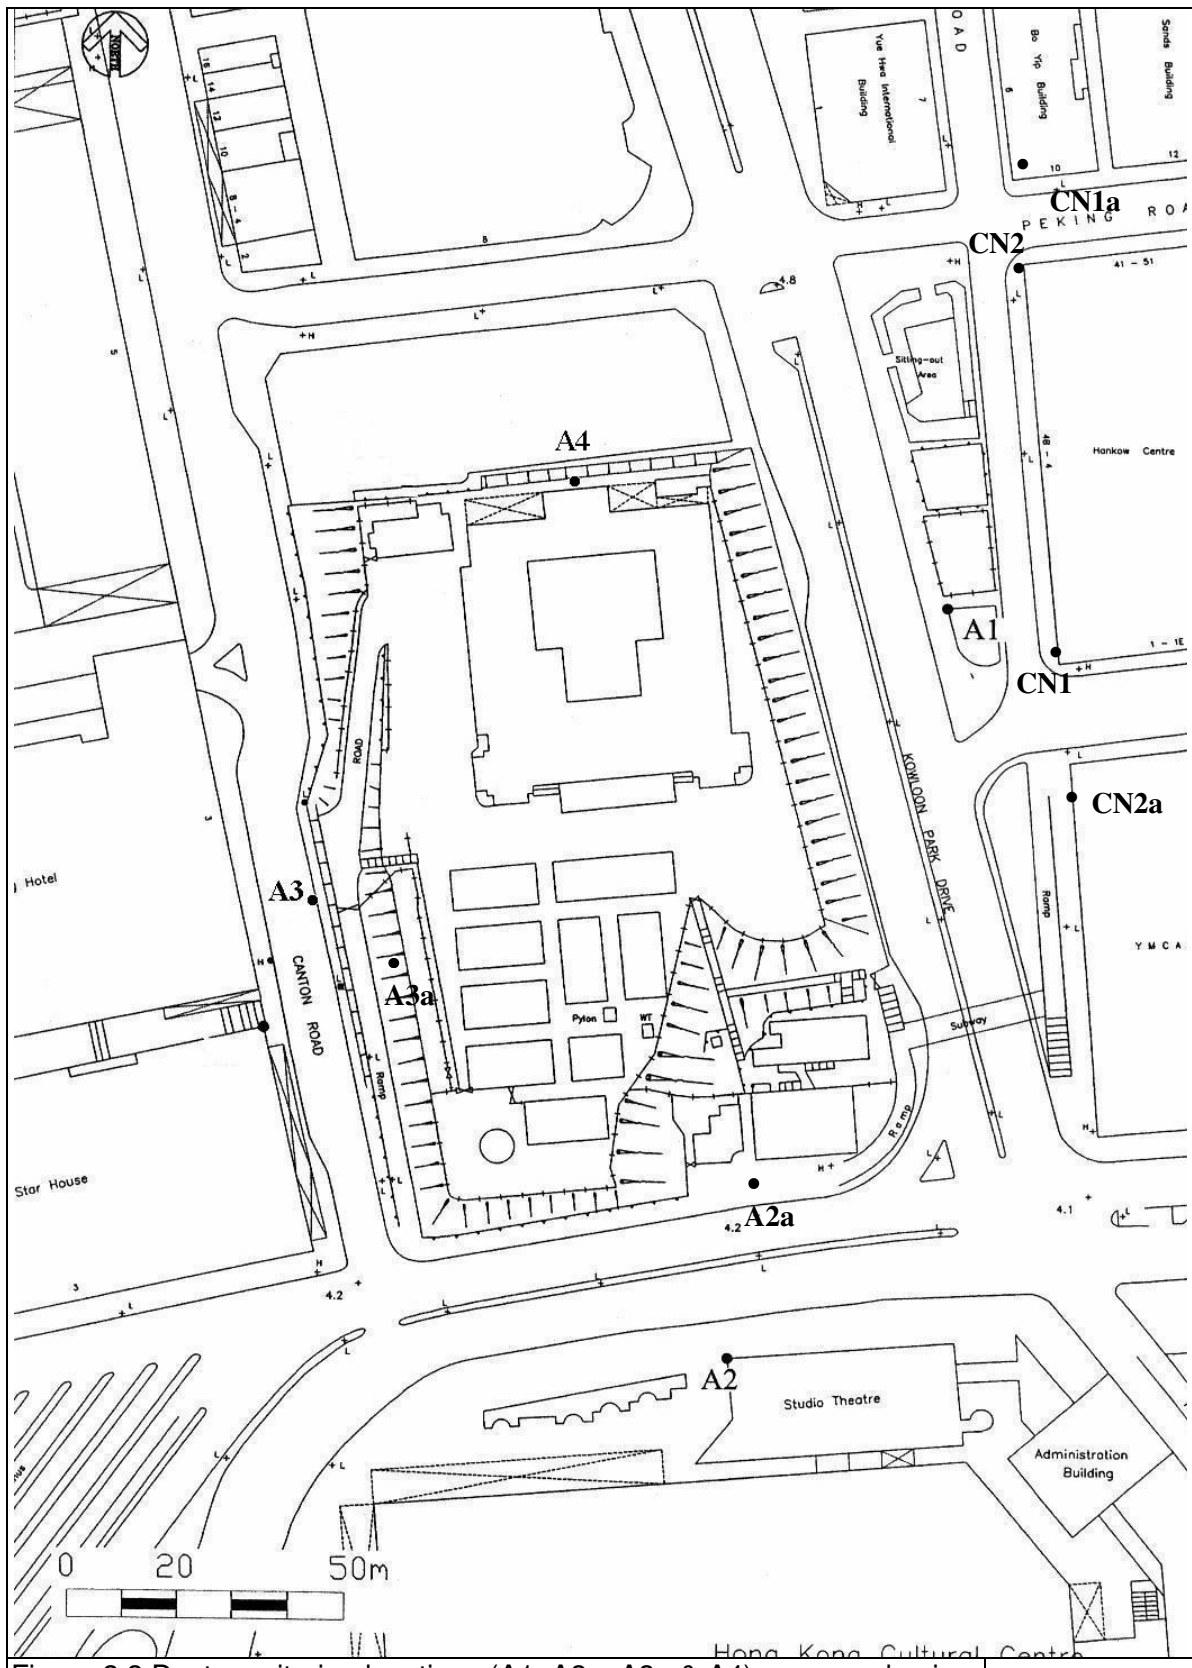 NORTH
16
14
12
10
8 - 4
2
Yue Hwa International
Building
1
7
OAD
Bo Yip Building
6
10
Sands Building
12
CN1a
PEKING ROA
CN2
41 - 51
4.8
8
5
Sitting-out
Area
4B - 4
Hankow Centre
A4
A1
1 - 1E
CN1
ROAD
KOWLOON PARK DRIVE
CN2a
3
Hotel
A3
CANTON ROAD
A3a
Ramp
YMCA
Pylon
WT
Subway
Ramp
Ramp
Star House
3
A2a
4.2
4.1
4.2
A2
Studio Theatre
Administration
Building
0 20 50m
Hong Kong Cultural Centre